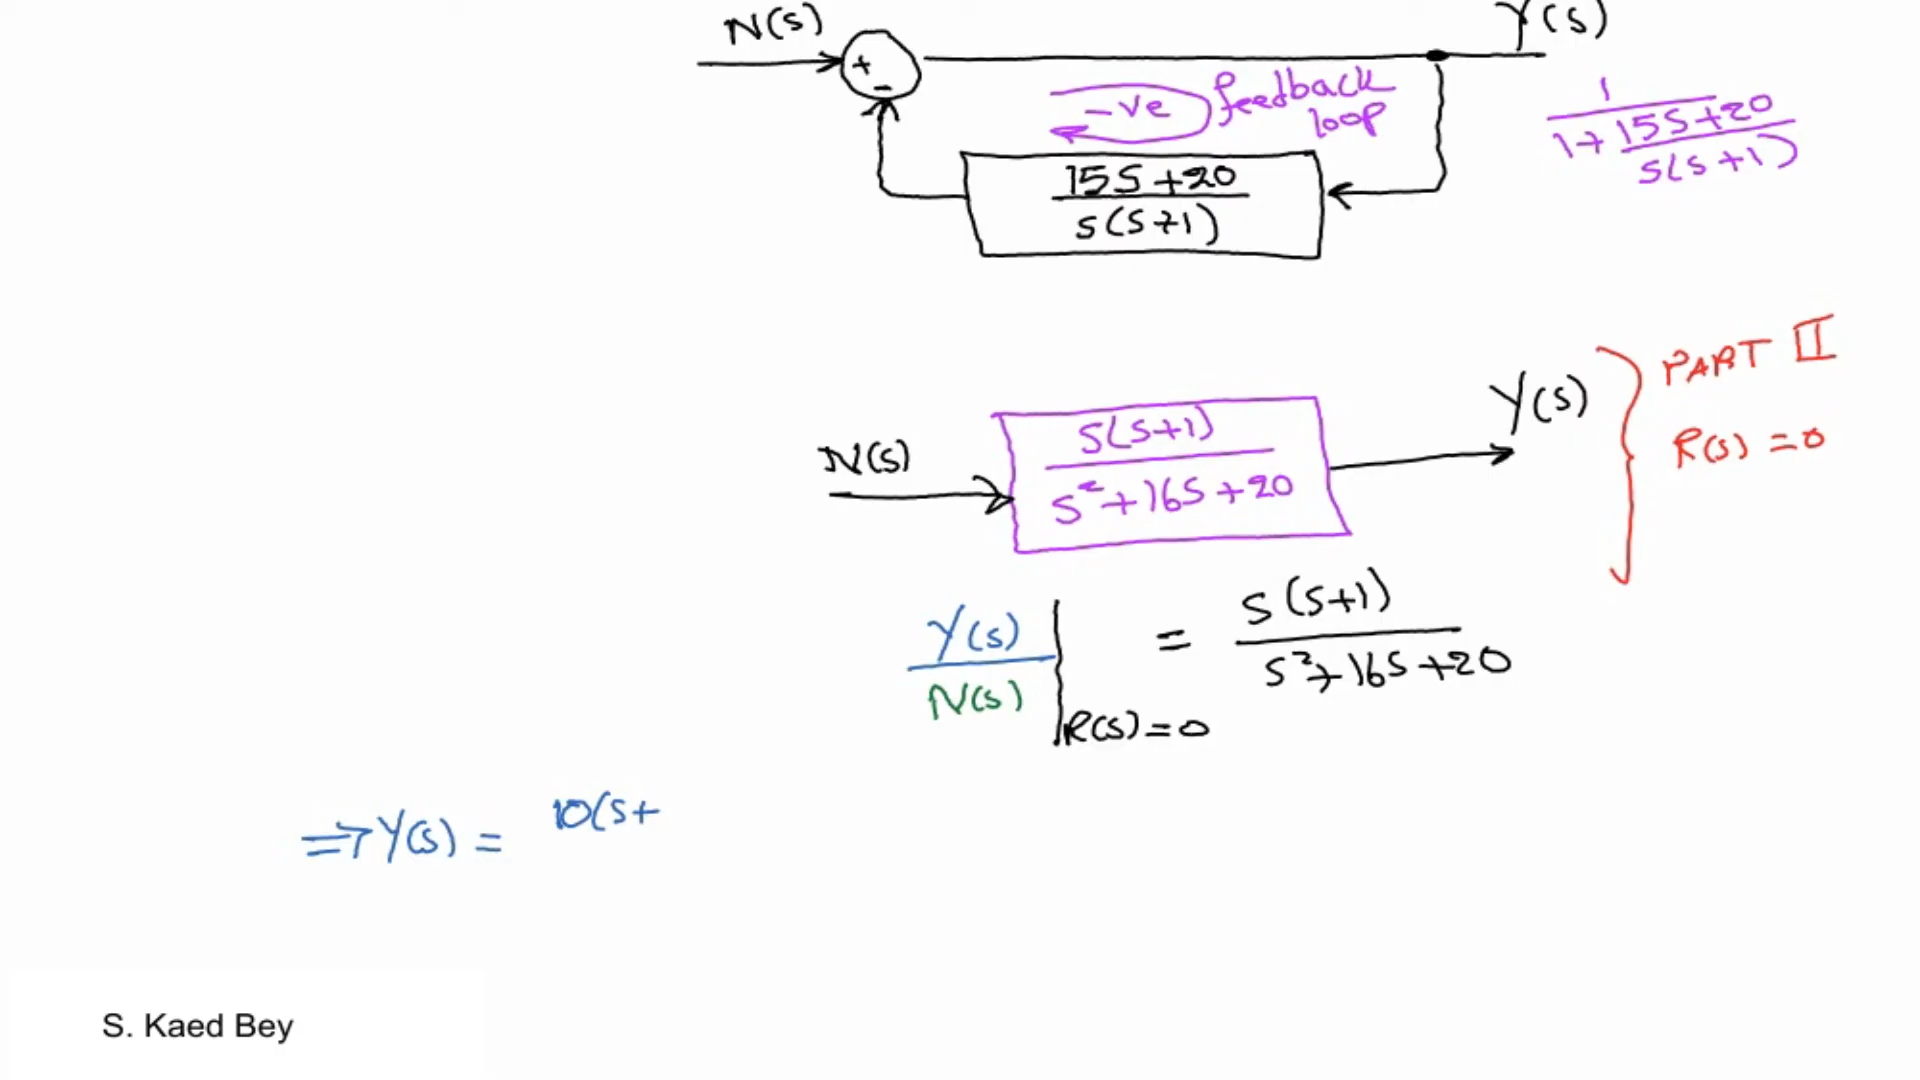 N(s)
Y(s)
+
-
-ve feedback
loop
1
1+ 15S+20
s(s+1)
15S+20
s(s+1)
PART II
R(s) = 0
N(s)
S(S+1)
S²+16S+20
Y(s)
Y(s)
N(s)
R(s)=0
=
S(S+1)
S²+16S+20
⇒ Y(s) = 10(s+
S. Kaed Bey